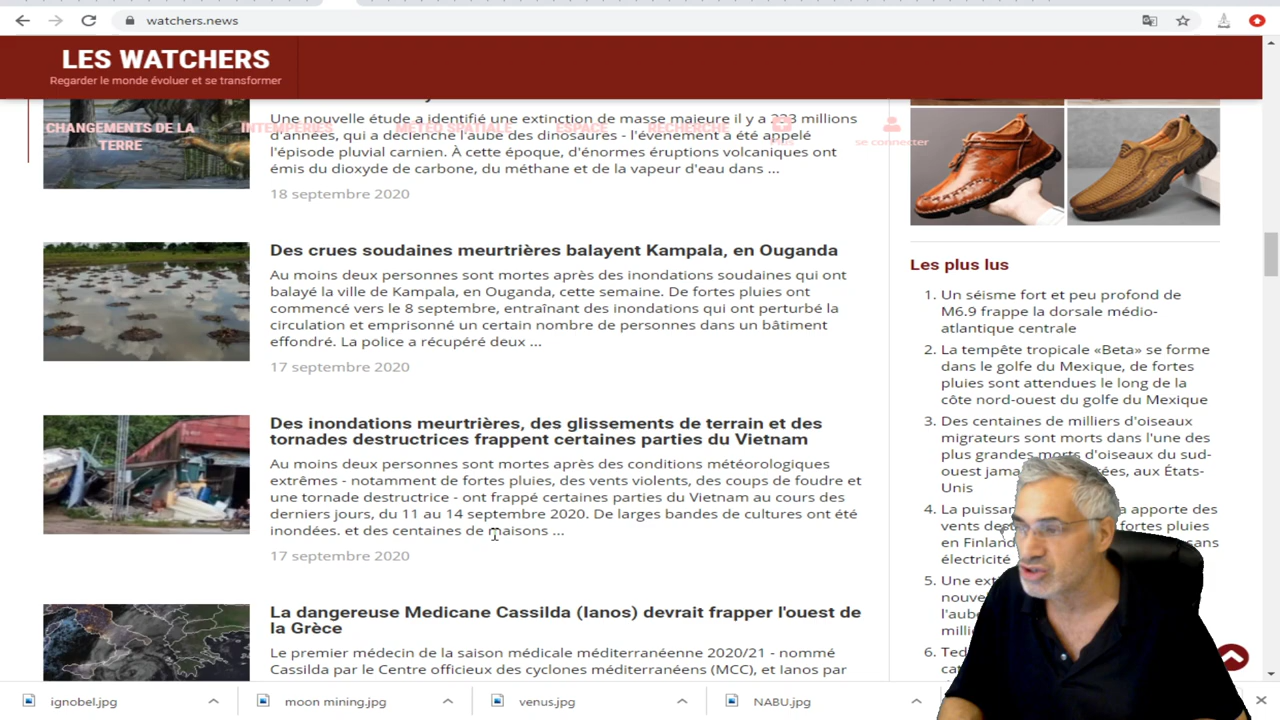 watchers.news
LES WATCHERS
Regarder le monde évoluer et se transformer
CHANGEMENTS DE LA
TERRE
INTEMPÉRIES
MÉTÉO SPATIALE
ESPACE
RECHERCHE
Plus
se connecter
Une nouvelle étude a identifié une extinction de masse majeure il y a 233 millions
d'années, qui a déclenché l'aube des dinosaures - l'événement a été appelé
l'épisode pluvial carnien. À cette époque, d'énormes éruptions volcaniques ont
émis du dioxyde de carbone, du méthane et de la vapeur d'eau dans ...
18 septembre 2020
Des crues soudaines meurtrières balayent Kampala, en Ouganda
Au moins deux personnes sont mortes après des inondations soudaines qui ont
balayé la ville de Kampala, en Ouganda, cette semaine. De fortes pluies ont
commencé vers le 8 septembre, entraînant des inondations qui ont perturbé la
circulation et emprisonné un certain nombre de personnes dans un bâtiment
effondré. La police a récupéré deux ...
17 septembre 2020
Des inondations meurtrières, des glissements de terrain et des
tornades destructrices frappent certaines parties du Vietnam
Au moins deux personnes sont mortes après des conditions météorologiques
extrêmes - notamment de fortes pluies, des vents violents, des coups de foudre et
une tornade destructrice - ont frappé certaines parties du Vietnam au cours des
derniers jours, du 11 au 14 septembre 2020. De larges bandes de cultures ont été
inondées. et des centaines de maisons ...
17 septembre 2020
La dangereuse Medicane Cassilda (Ianos) devrait frapper l'ouest de
la Grèce
Le premier médecin de la saison médicale méditerranéenne 2020/21 - nommé
Cassilda par le Centre officieux des cyclones méditerranéens (MCC), et Ianos par
Les plus lus
1. Un séisme fort et peu profond de
M6.9 frappe la dorsale médio-
atlantique centrale
2. La tempête tropicale «Beta» se forme
dans le golfe du Mexique, de fortes
pluies sont attendues le long de la
côte nord-ouest du golfe du Mexique
3. Des centaines de milliers d'oiseaux
migrateurs sont morts dans l'une des
plus grandes morts d'oiseaux du sud-
ouest
aux États-
Unis
4. La apporte des
vents fortes pluies
en Finlande sans
électricité
5. Une
6.
ignobel.jpg
moon mining.jpg
venus.jpg
NABU.jpg